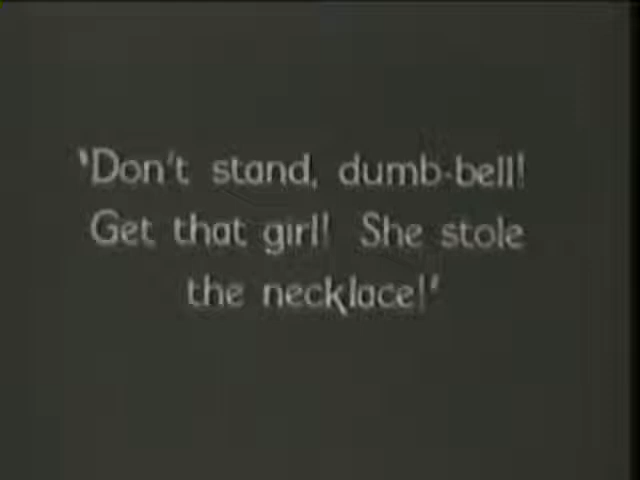 'Don't stand, dumb-bell!
Get that girl! She stole
the necklace!'